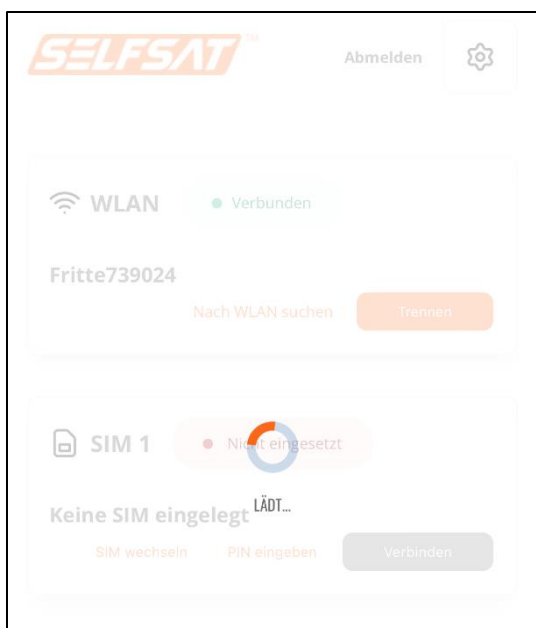 SELFSAT™
Abmelden
WLAN
Verbunden
Fritte739024
Nach WLAN suchen
Trennen
SIM 1
Nicht eingesetzt
LÄDT...
Keine SIM eingelegt
SIM wechseln
PIN eingeben
Verbinden